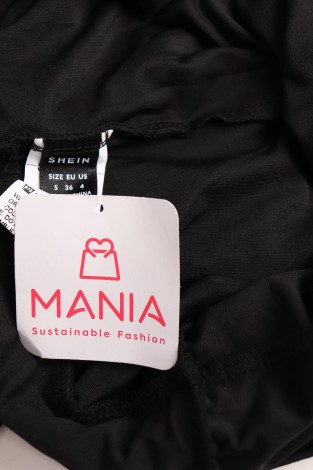 SHEIN
SIZE EU US
S 36 4
MANIA
Sustainable Fashion